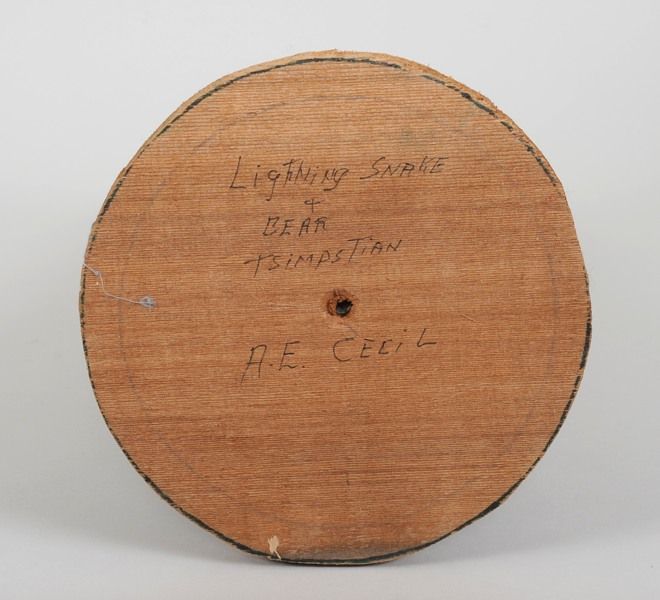 Lightning SNAKE
+
BEAR
TSIMPSTIAN
A.E. CECiL